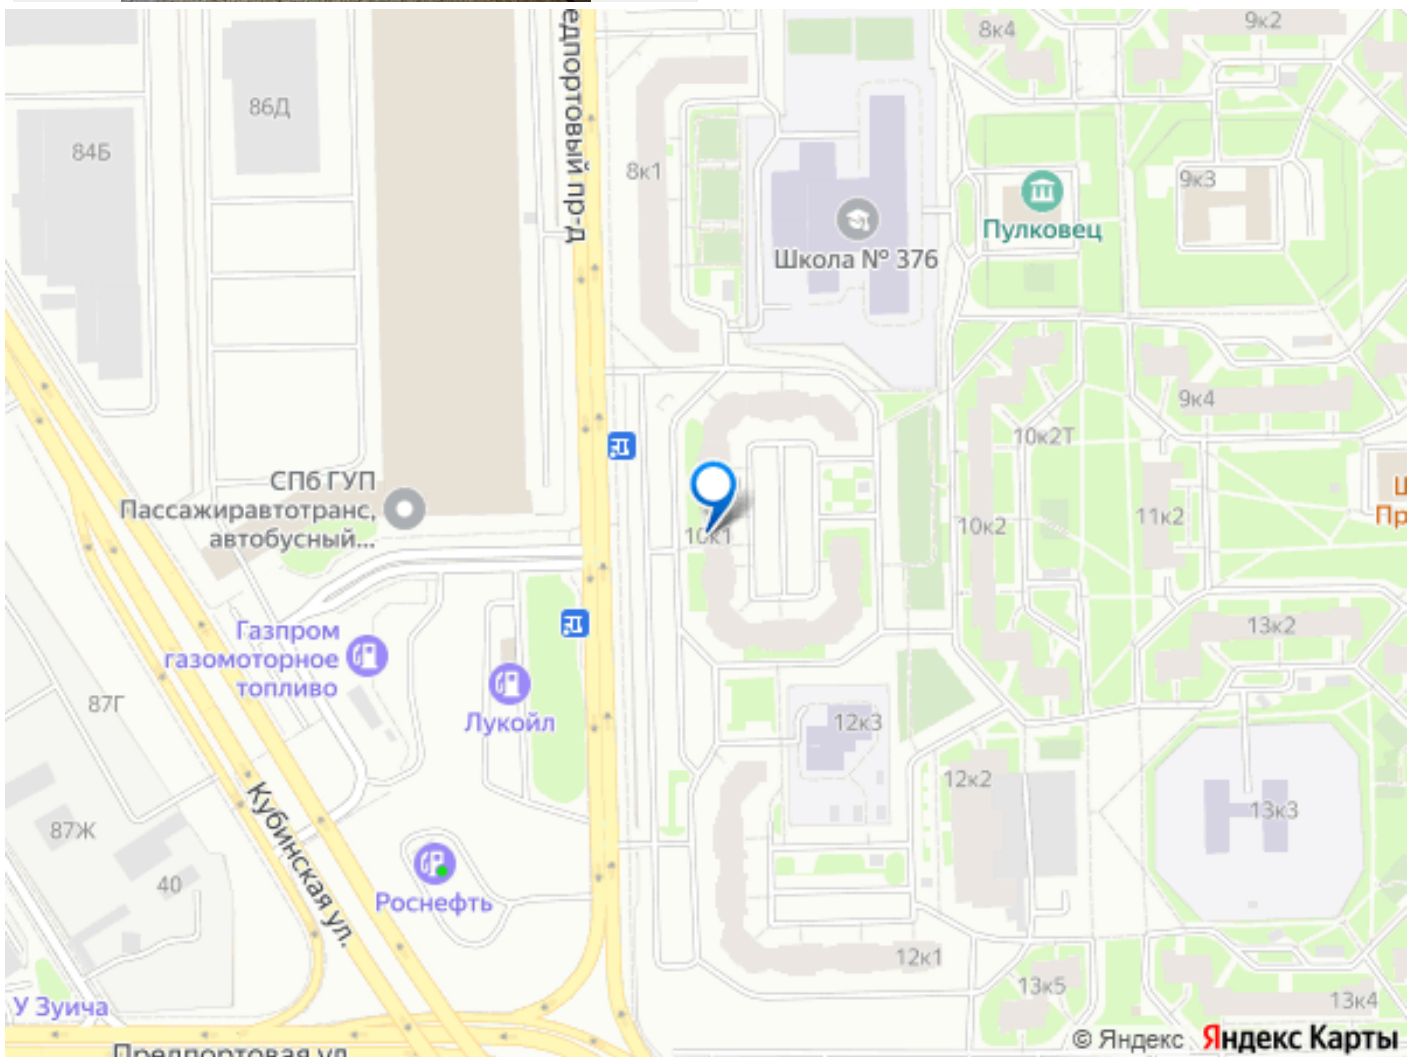 9к2
8к4
едпортовый пр-д
86Д
84Б
8к1
9к3
Пулковец
Школа № 376
9к4
10к2Т
СПб ГУП
Пассажиравтотранс,
автобусный...
10к1
10к2
11к2
Ш
Пр
Газпром
газомоторное
топливо
13к2
87Г
Лукойл
12к3
12к2
Кубинская ул.
87Ж
13к3
40
Роснефть
12к1
13к5
13к4
У Зуича
Предпортовая ул.
© Яндекс Яндекс Карты